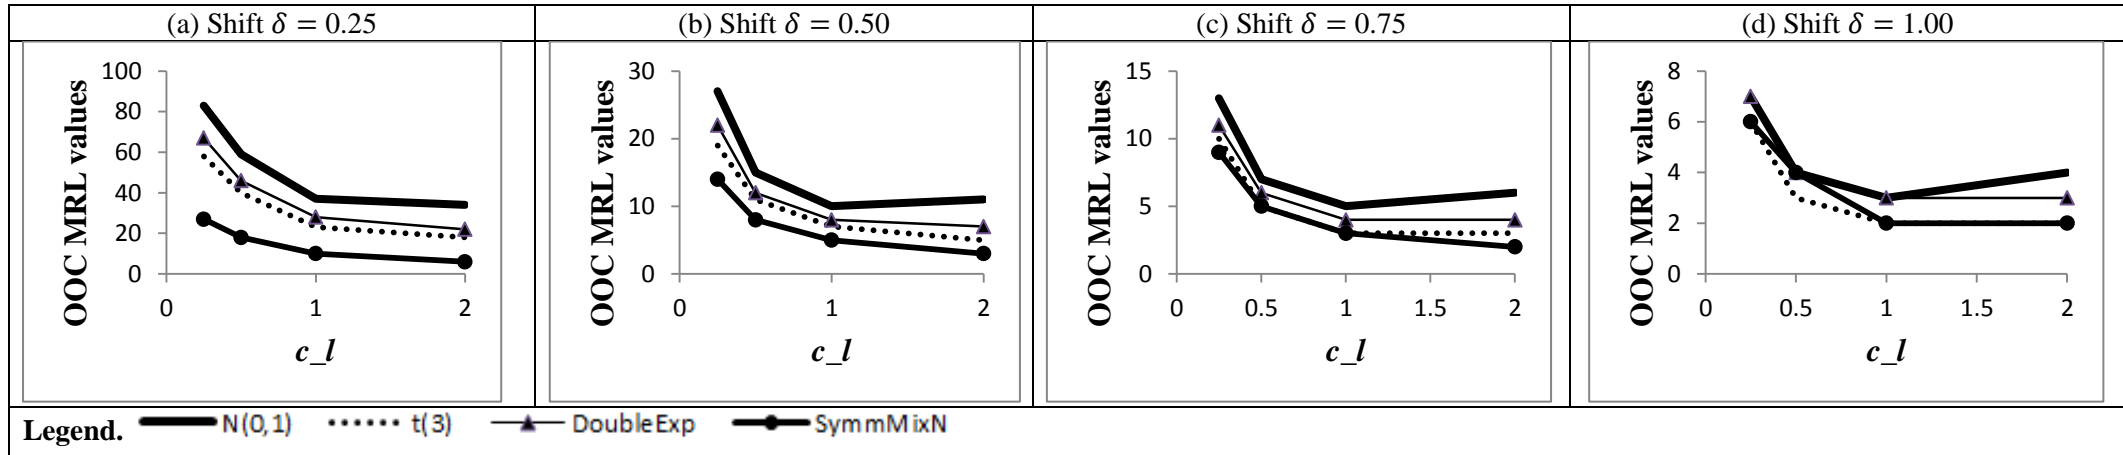 (a) Shift 𝛿 = 0.25
(b) Shift 𝛿 = 0.50
(c) Shift 𝛿 = 0.75
(d) Shift 𝛿 = 1.00
OOC MRL values
100
80
60
40
20
0
0 1 2
c_l
OOC MRL values
30
20
10
0
0 1 2
c_l
OOC MRL values
15
10
5
0
0 0.5 1 1.5 2
c_l
OOC MRL values
8
6
4
2
0
0 0.5 1 1.5 2
c_l
Legend. N(0,1) t(3) DoubleExp SymmMixN